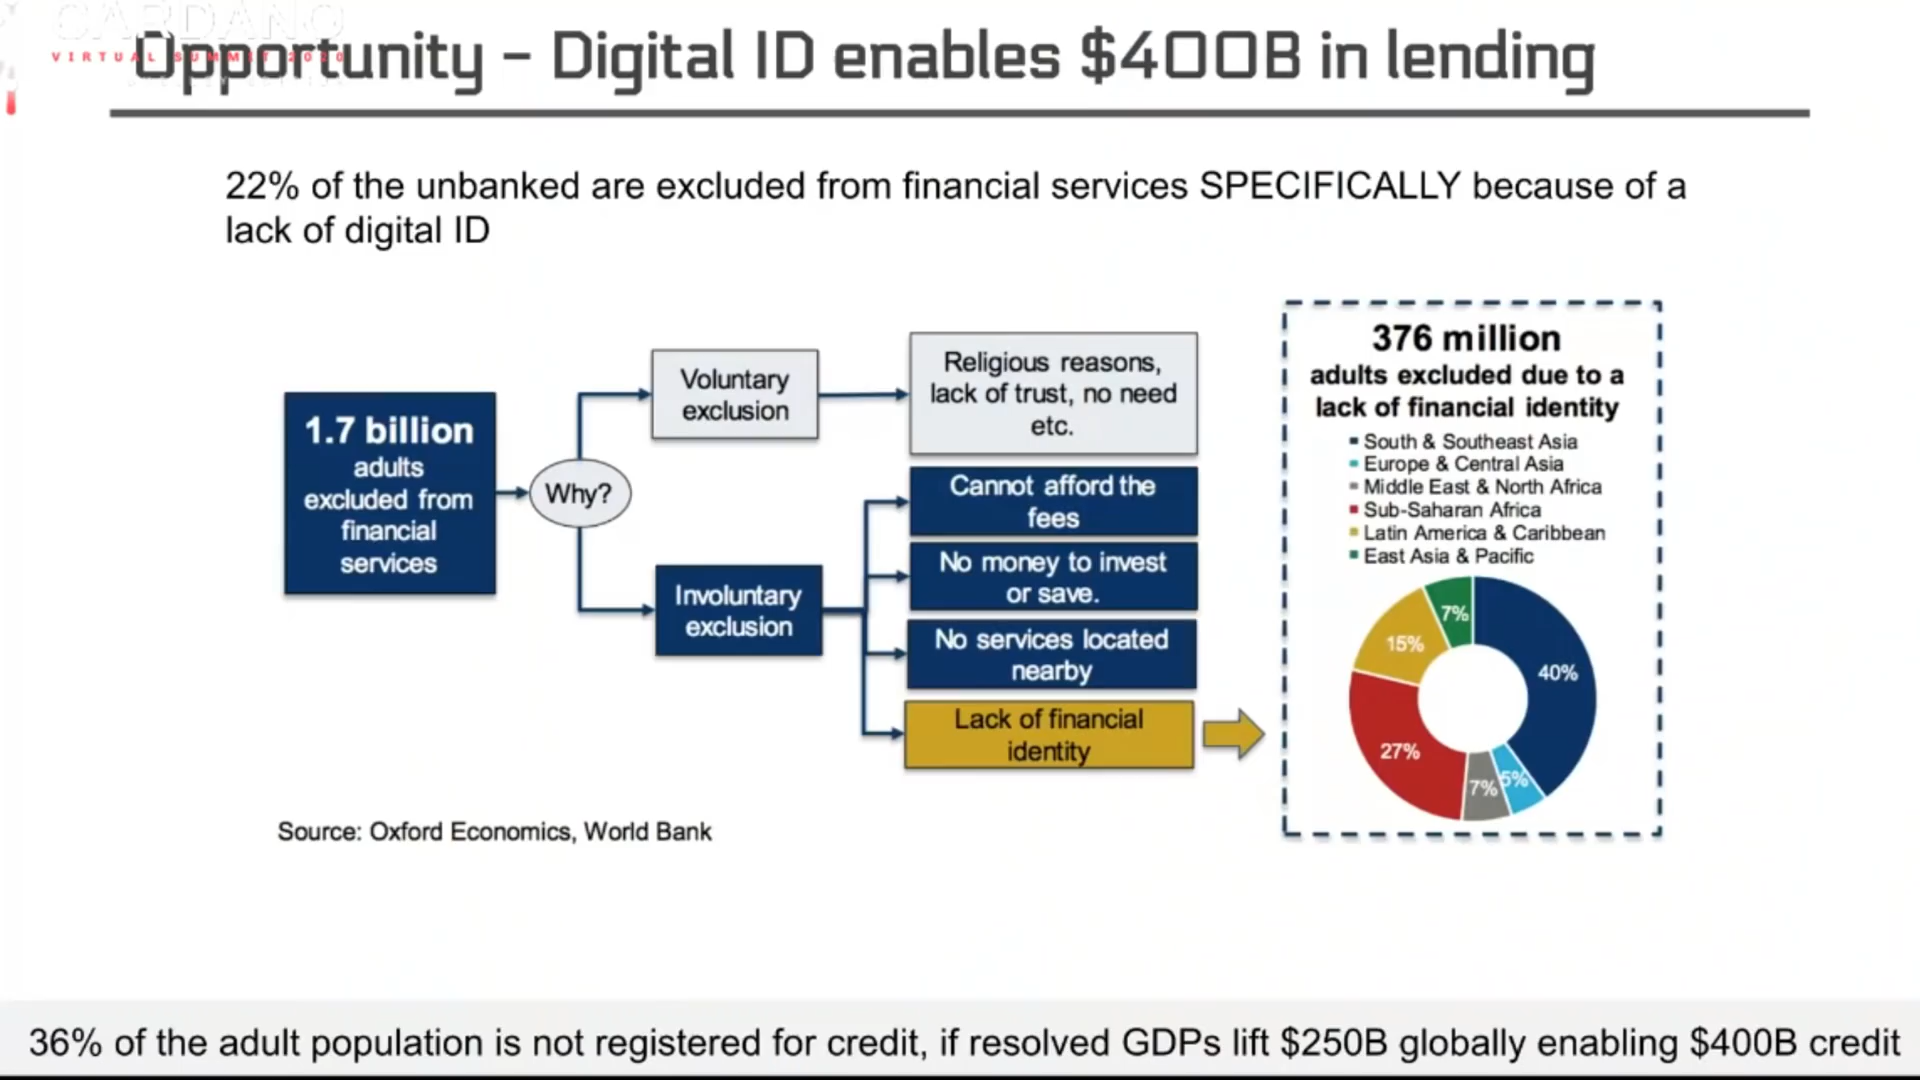 CARDANO
VIRTUAL SUMMIT 2020
Opportunity – Digital ID enables $400B in lending
22% of the unbanked are excluded from financial services SPECIFICALLY because of a
lack of digital ID
1.7 billion
adults
excluded from
financial
services
Why?
Voluntary
exclusion
Religious reasons,
lack of trust, no need
etc.
Involuntary
exclusion
Cannot afford the
fees
No money to invest
or save.
No services located
nearby
Lack of financial
identity
376 million
adults excluded due to a
lack of financial identity
South & Southeast Asia
Europe & Central Asia
Middle East & North Africa
Sub-Saharan Africa
Latin America & Caribbean
East Asia & Pacific
7%
15%
40%
27%
7%
5%
Source: Oxford Economics, World Bank
36% of the adult population is not registered for credit, if resolved GDPs lift $250B globally enabling $400B credit